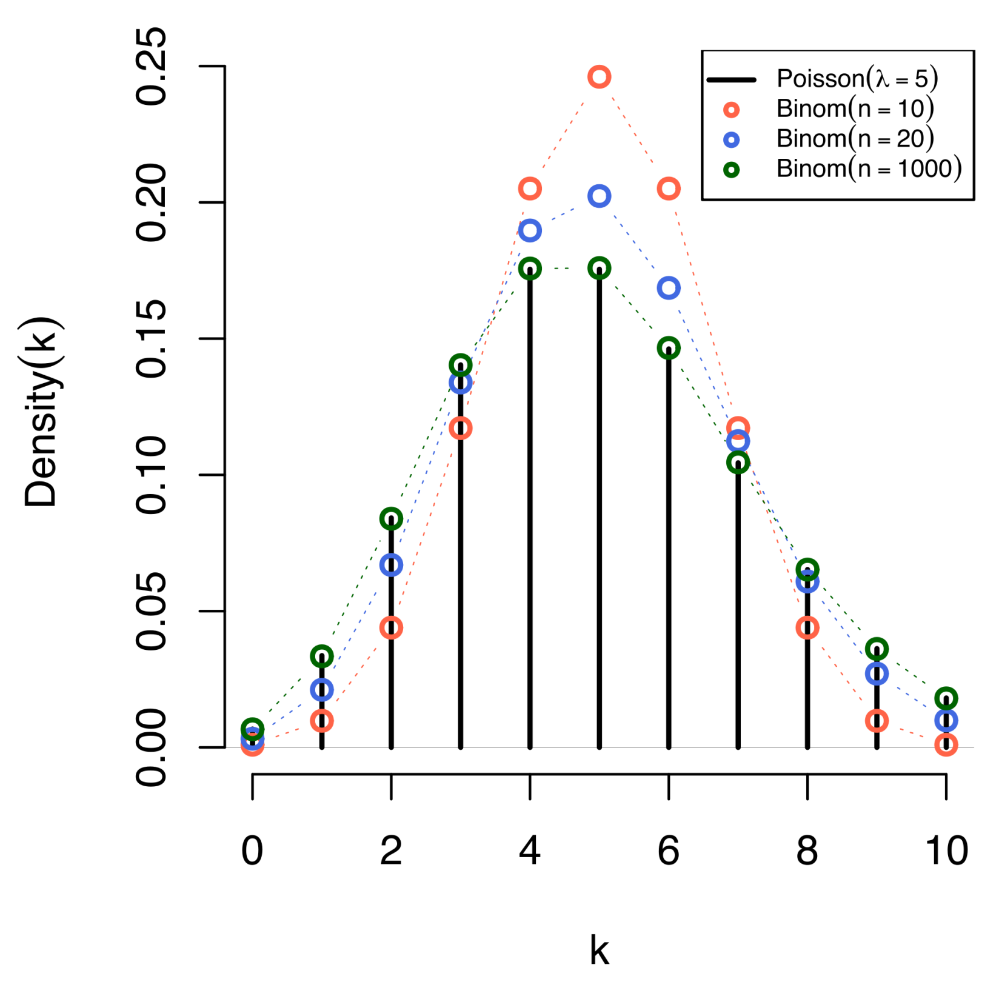 Density(k)
0.25
0.20
0.15
0.10
0.05
0.00
Poisson(λ = 5)
Binom(n = 10)
Binom(n = 20)
Binom(n = 1000)
0 2 4 6 8 10
k